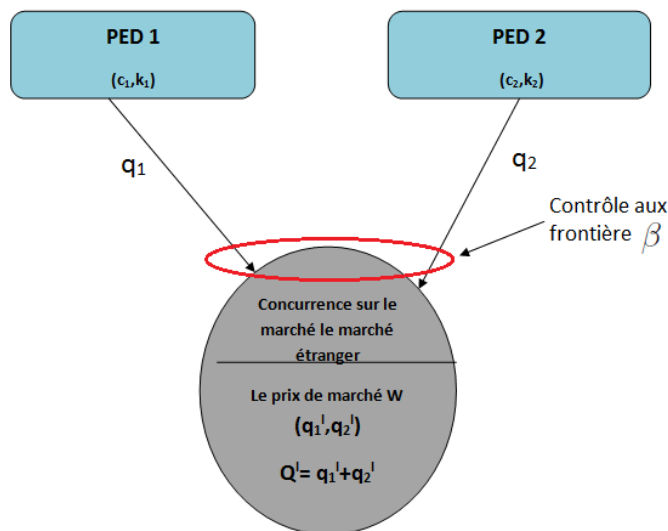 PED 1
(c₁,k₁)
PED 2
(c₂,k₂)
q₁
q₂
Contrôle aux
frontière β
Concurrence sur le
marché le marché
étranger
Le prix de marché W
(q₁ᴵ,q₂ᴵ)
Qᴵ= q₁ᴵ+q₂ᴵ